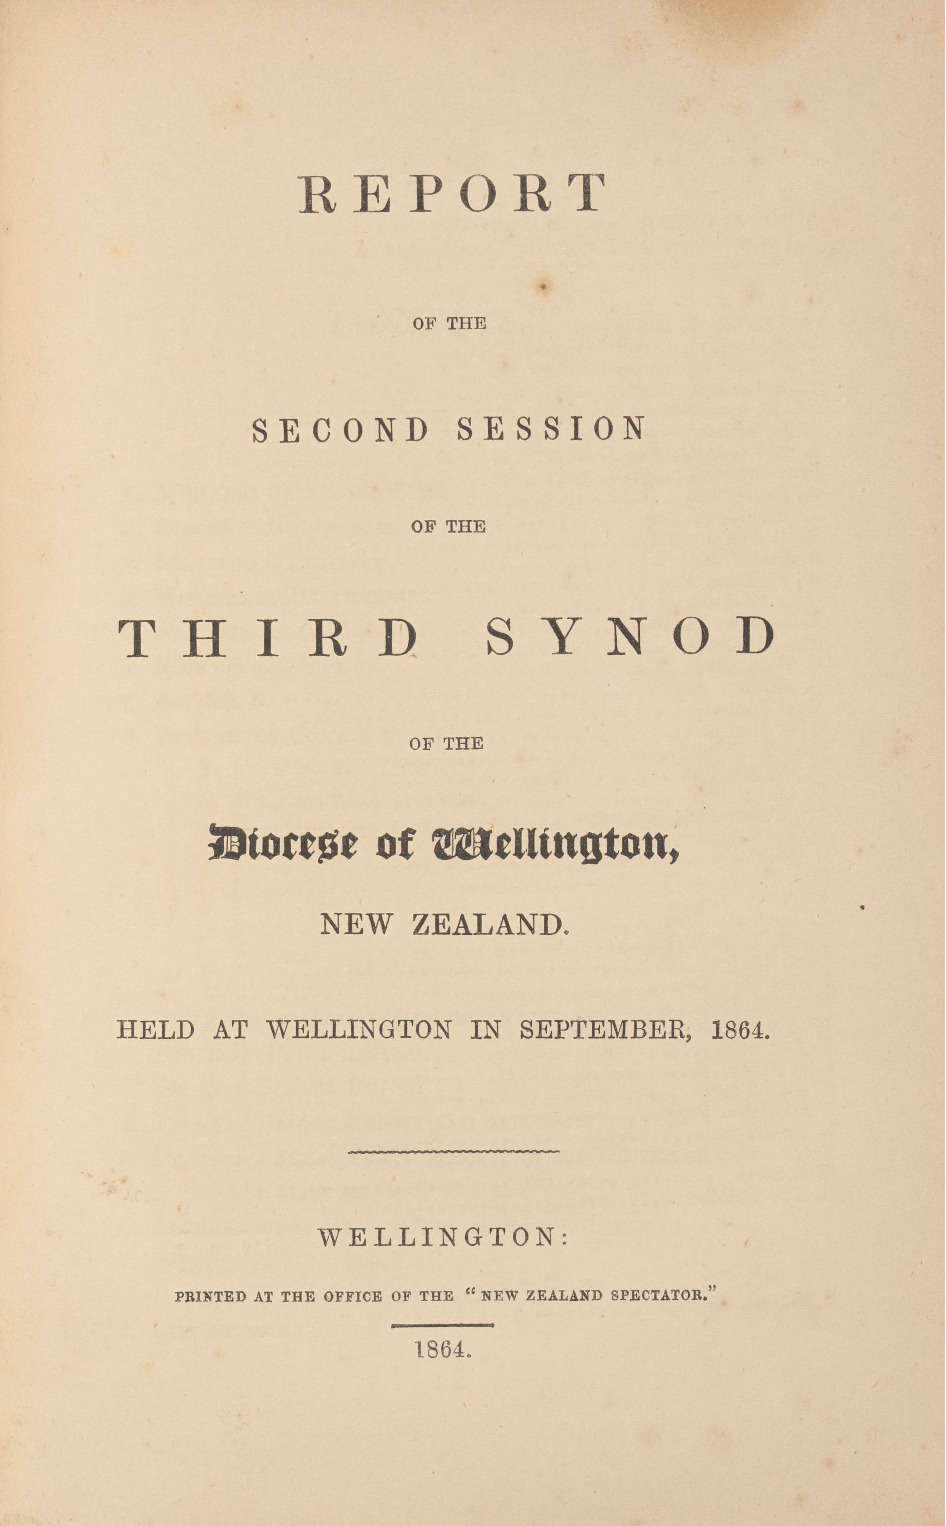 REPORT
OF THE
SECOND SESSION
OF THE
THIRD SYNOD
OF THE
Diocese of Wellington,
NEW ZEALAND.
HELD AT WELLINGTON IN SEPTEMBER, 1864.
WELLINGTON:
PRINTED AT THE OFFICE OF THE “NEW ZEALAND SPECTATOR.”
1864.